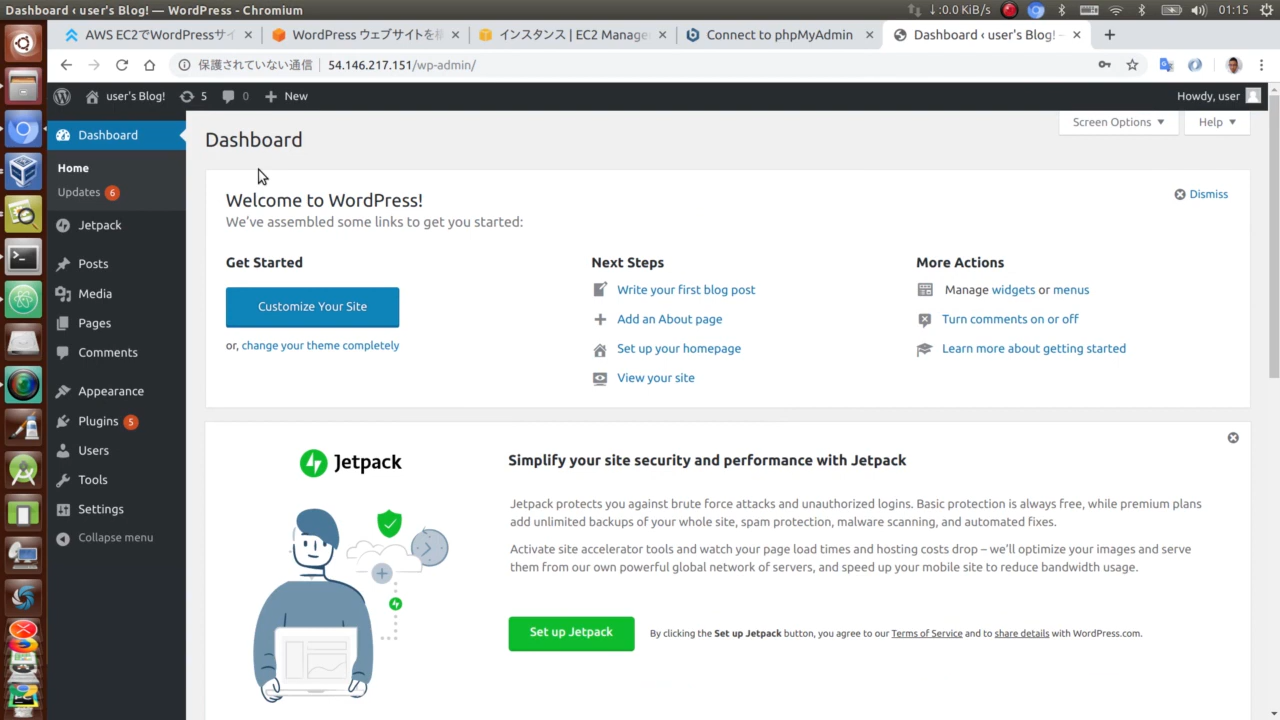 Dashboard ‹ user's Blog! — WordPress - Chromium
↓:0.0 KiB/s
01:15
AWS EC2でWordPressサイ
WordPress ウェブサイトを構
インスタンス | EC2 Manage
Connect to phpMyAdmin
Dashboard ‹ user's Blog! –
保護されていない通信 | 54.146.217.151/wp-admin/
user's Blog! 5 0 New
Howdy, user
Dashboard
Home
Updates 6
Jetpack
Posts
Media
Pages
Comments
Appearance
Plugins 5
Users
Tools
Settings
Collapse menu
Dashboard
Screen Options
Help
Welcome to WordPress!
Dismiss
We've assembled some links to get you started:
Get Started
Customize Your Site
or, change your theme completely
Next Steps
Write your first blog post
Add an About page
Set up your homepage
View your site
More Actions
Manage widgets or menus
Turn comments on or off
Learn more about getting started
Jetpack
Simplify your site security and performance with Jetpack
Jetpack protects you against brute force attacks and unauthorized logins. Basic protection is always free, while premium plans
add unlimited backups of your whole site, spam protection, malware scanning, and automated fixes.
Activate site accelerator tools and watch your page load times and hosting costs drop – we'll optimize your images and serve
them from our own powerful global network of servers, and speed up your mobile site to reduce bandwidth usage.
Set up Jetpack
By clicking the Set up Jetpack button, you agree to our Terms of Service and to share details with WordPress.com.